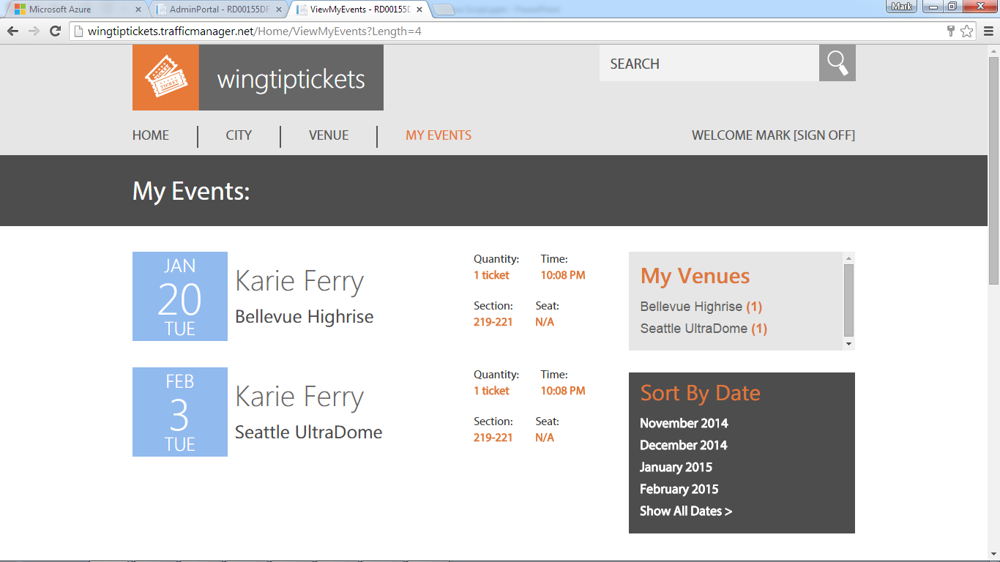 Microsoft Azure
AdminPortal - RD00155DF
ViewMyEvents - RD00155D
Mark
wingtiptickets.trafficmanager.net/Home/ViewMyEvents?Length=4
wingtiptickets
SEARCH
HOME
CITY
VENUE
MY EVENTS
WELCOME MARK [SIGN OFF]
My Events:
JAN
20
TUE
Karie Ferry
Bellevue Highrise
Quantity: Time:
1 ticket 10:08 PM
Section: Seat:
219-221 N/A
FEB
3
TUE
Karie Ferry
Seattle UltraDome
Quantity: Time:
1 ticket 10:08 PM
Section: Seat:
219-221 N/A
My Venues
Bellevue Highrise (1)
Seattle UltraDome (1)
Sort By Date
November 2014
December 2014
January 2015
February 2015
Show All Dates >